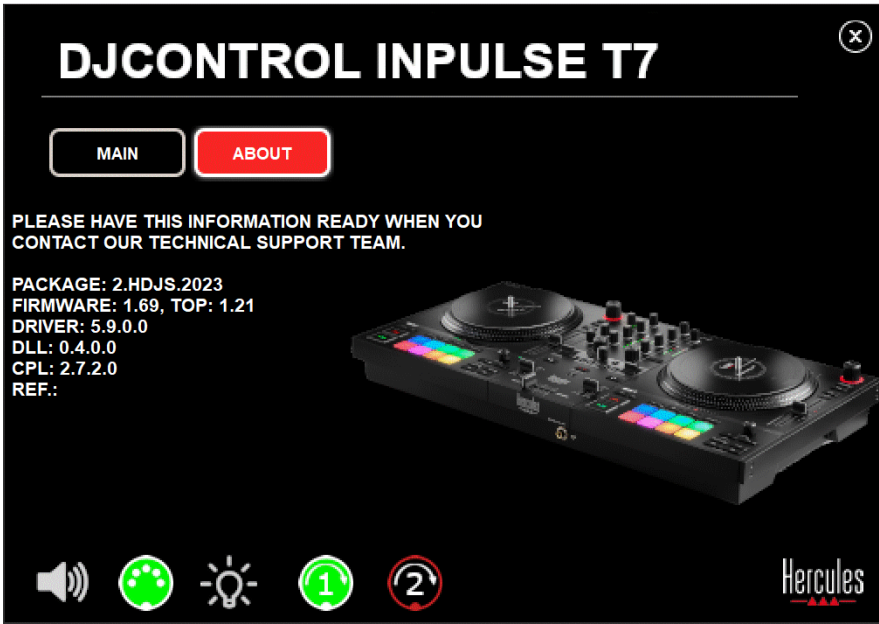 DJCONTROL INPULSE T7
MAIN
ABOUT
PLEASE HAVE THIS INFORMATION READY WHEN YOU
CONTACT OUR TECHNICAL SUPPORT TEAM.
PACKAGE: 2.HDJS.2023
FIRMWARE: 1.69, TOP: 1.21
DRIVER: 5.9.0.0
DLL: 0.4.0.0
CPL: 2.7.2.0
REF.:
Hercules
1
2
Hercules